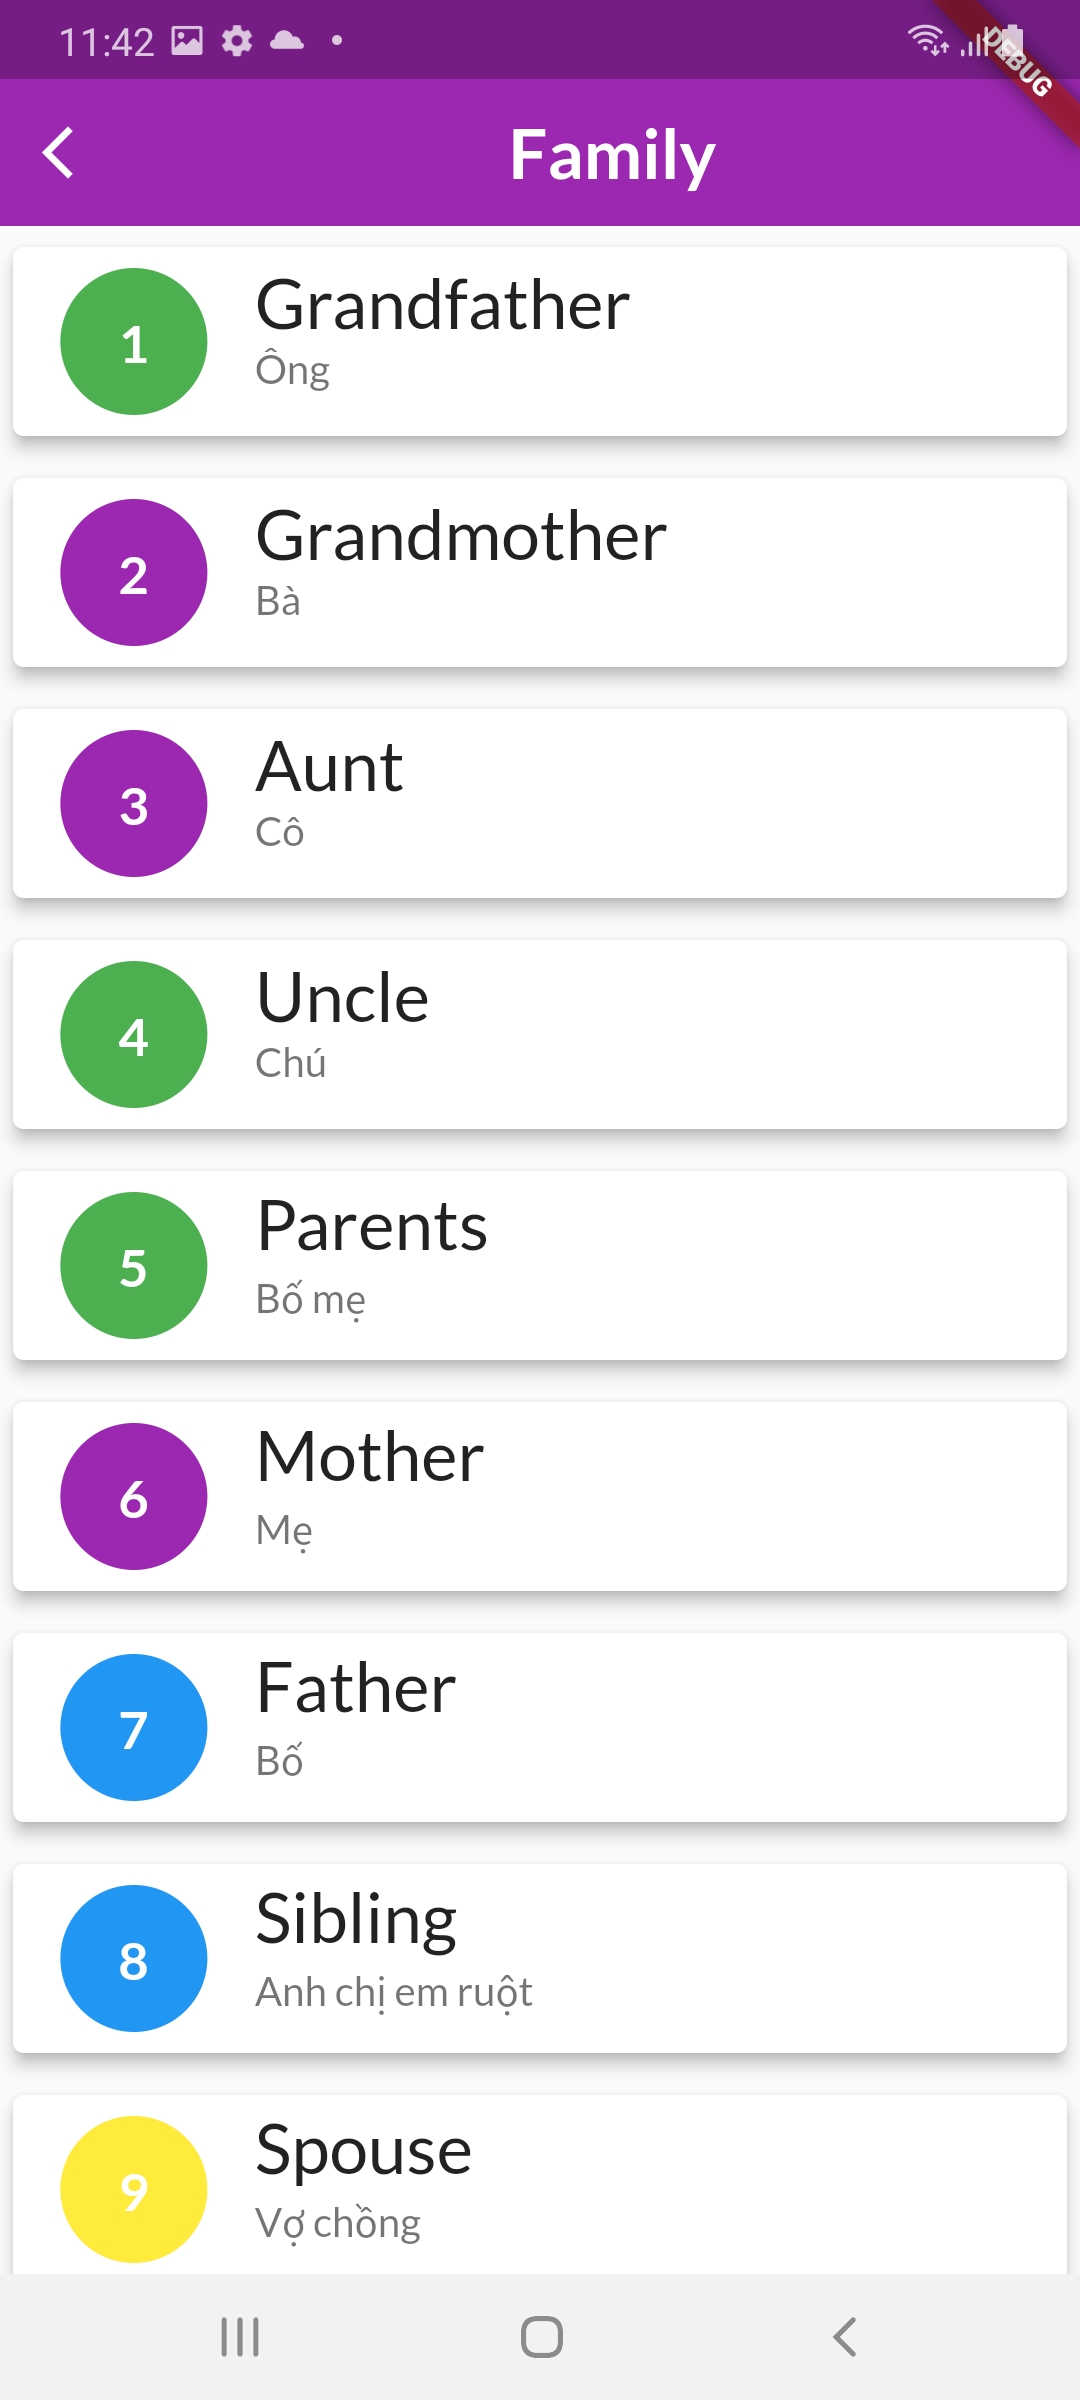 11:42
DEBUG
Family
1
Grandfather
Ông
2
Grandmother
Bà
3
Aunt
Cô
4
Uncle
Chú
5
Parents
Bố mẹ
6
Mother
Mẹ
7
Father
Bố
8
Sibling
Anh chị em ruột
9
Spouse
Vợ chồng